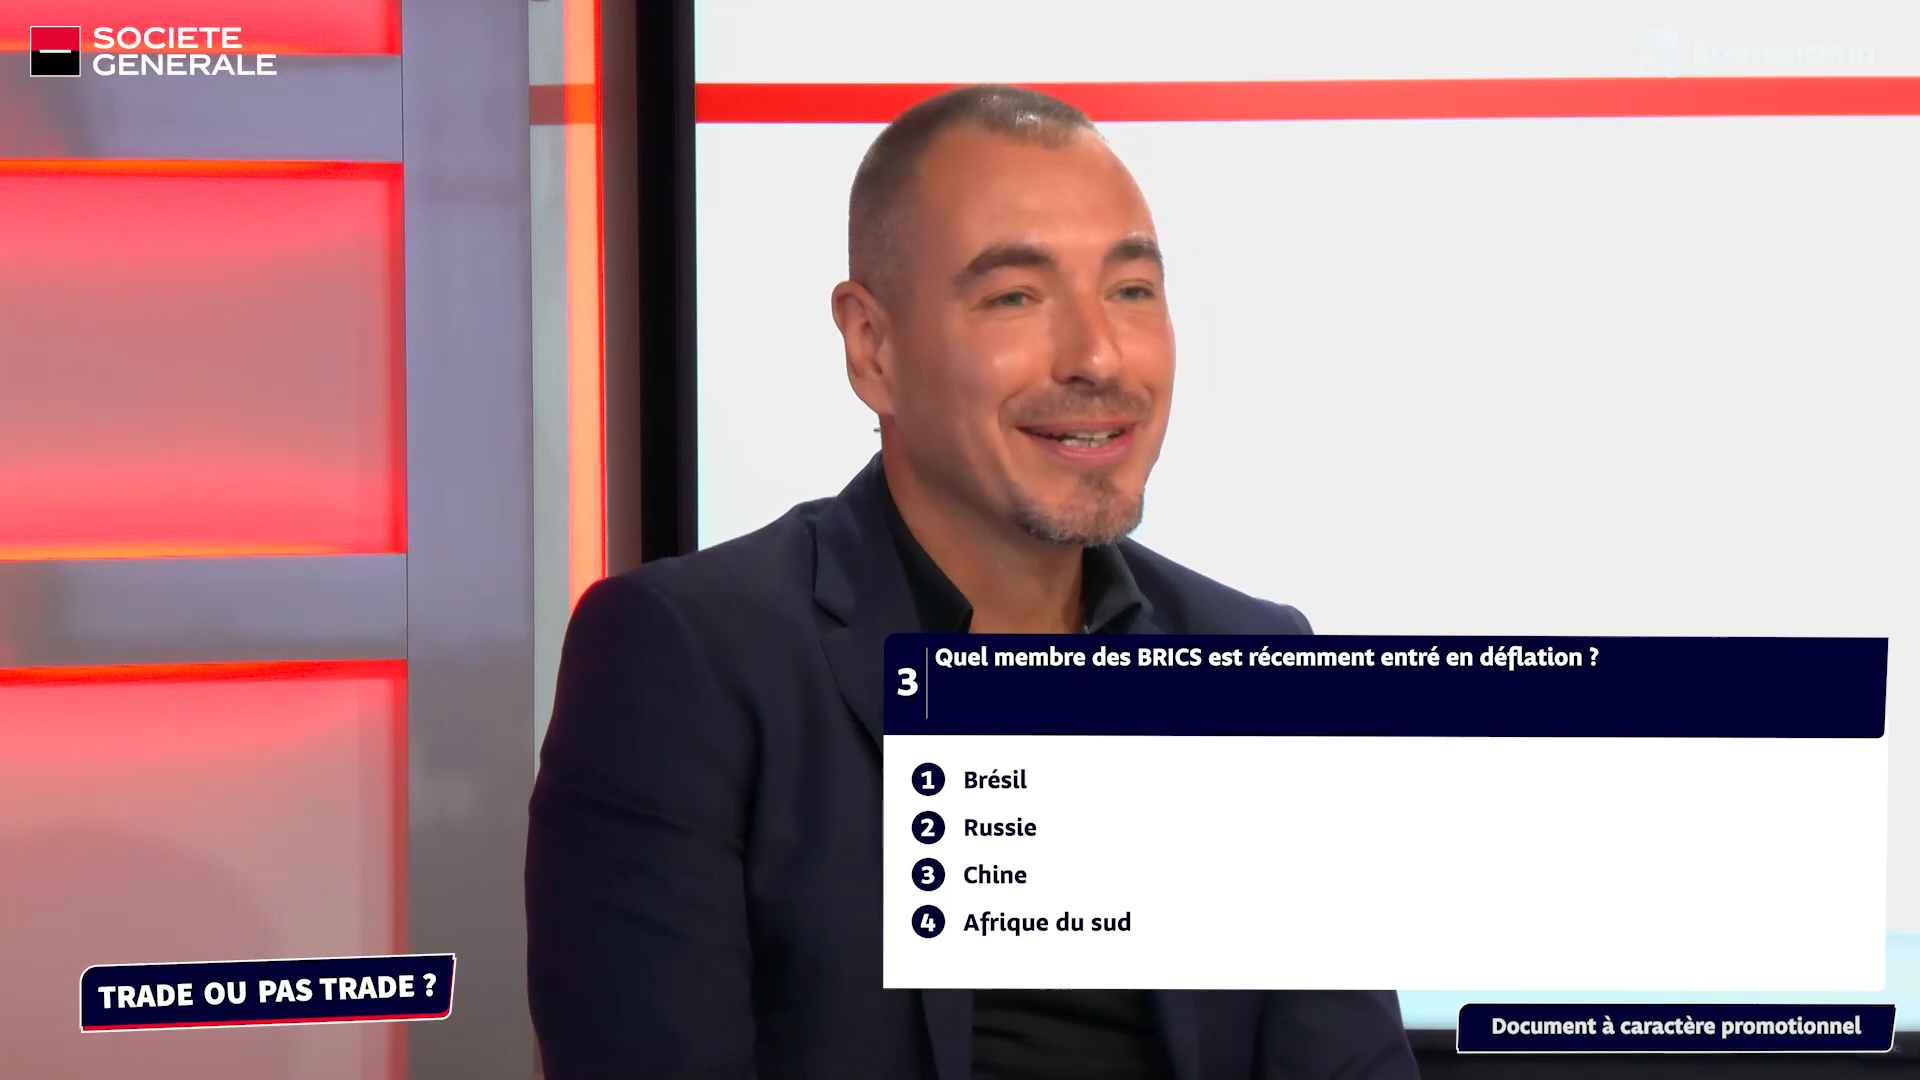 SOCIETE
GENERALE
boursorama
3
Quel membre des BRICS est récemment entré en déflation ?
1 Brésil
2 Russie
3 Chine
4 Afrique du sud
TRADE OU PAS TRADE ?
Document à caractère promotionnel